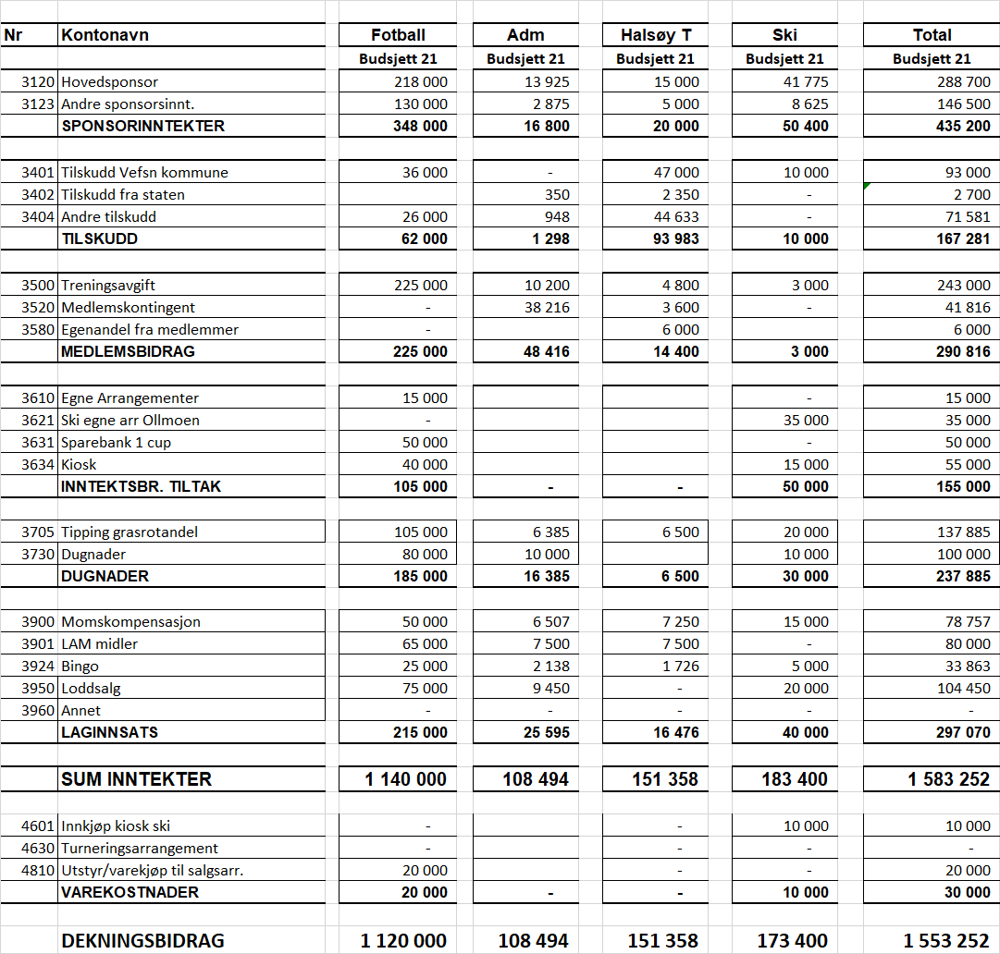 Nr Kontonavn Fotball Adm Halsøy T Ski Total
Budsjett 21 Budsjett 21 Budsjett 21 Budsjett 21 Budsjett 21
3120 Hovedsponsor 218 000 13 925 15 000 41 775 288 700
3123 Andre sponsorsinnt. 130 000 2 875 5 000 8 625 146 500
SPONSORINNTEKTER 348 000 16 800 20 000 50 400 435 200
3401 Tilskudd Vefsn kommune 36 000 - 47 000 10 000 93 000
3402 Tilskudd fra staten 350 2 350 - 2 700
3404 Andre tilskudd 26 000 948 44 633 - 71 581
TILSKUDD 62 000 1 298 93 983 10 000 167 281
3500 Treningsavgift 225 000 10 200 4 800 3 000 243 000
3520 Medlemskontingent - 38 216 3 600 - 41 816
3580 Egenandel fra medlemmer - 6 000 6 000
MEDLEMSBIDRAG 225 000 48 416 14 400 3 000 290 816
3610 Egne Arrangementer 15 000 - 15 000
3621 Ski egne arr Ollmoen - 35 000 35 000
3631 Sparebank 1 cup 50 000 - 50 000
3634 Kiosk 40 000 15 000 55 000
INNTEKTSBR. TILTAK 105 000 - - 50 000 155 000
3705 Tipping grasrotandel 105 000 6 385 6 500 20 000 137 885
3730 Dugnader 80 000 10 000 10 000 100 000
DUGNADER 185 000 16 385 6 500 30 000 237 885
3900 Momskompensasjon 50 000 6 507 7 250 15 000 78 757
3901 LAM midler 65 000 7 500 7 500 - 80 000
3924 Bingo 25 000 2 138 1 726 5 000 33 863
3950 Loddsalg 75 000 9 450 - 20 000 104 450
3960 Annet - - - - -
LAGINNSATS 215 000 25 595 16 476 40 000 297 070
SUM INNTEKTER 1 140 000 108 494 151 358 183 400 1 583 252
4601 Innkjøp kiosk ski - - 10 000 10 000
4630 Turneringsarrangement - - - -
4810 Utstyr/varekjøp til salgsarr. 20 000 - - 20 000
VAREKOSTNADER 20 000 - - 10 000 30 000
DEKNINGSBIDRAG 1 120 000 108 494 151 358 173 400 1 553 252